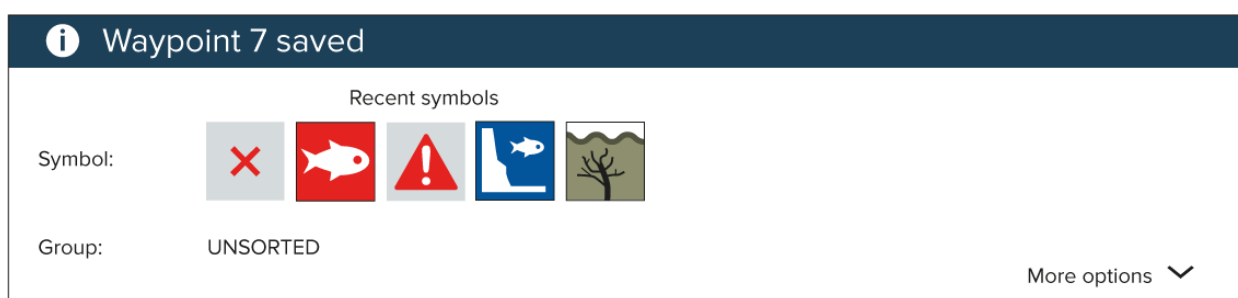 Waypoint 7 saved
Recent symbols
Symbol:
Group: UNSORTED
More options